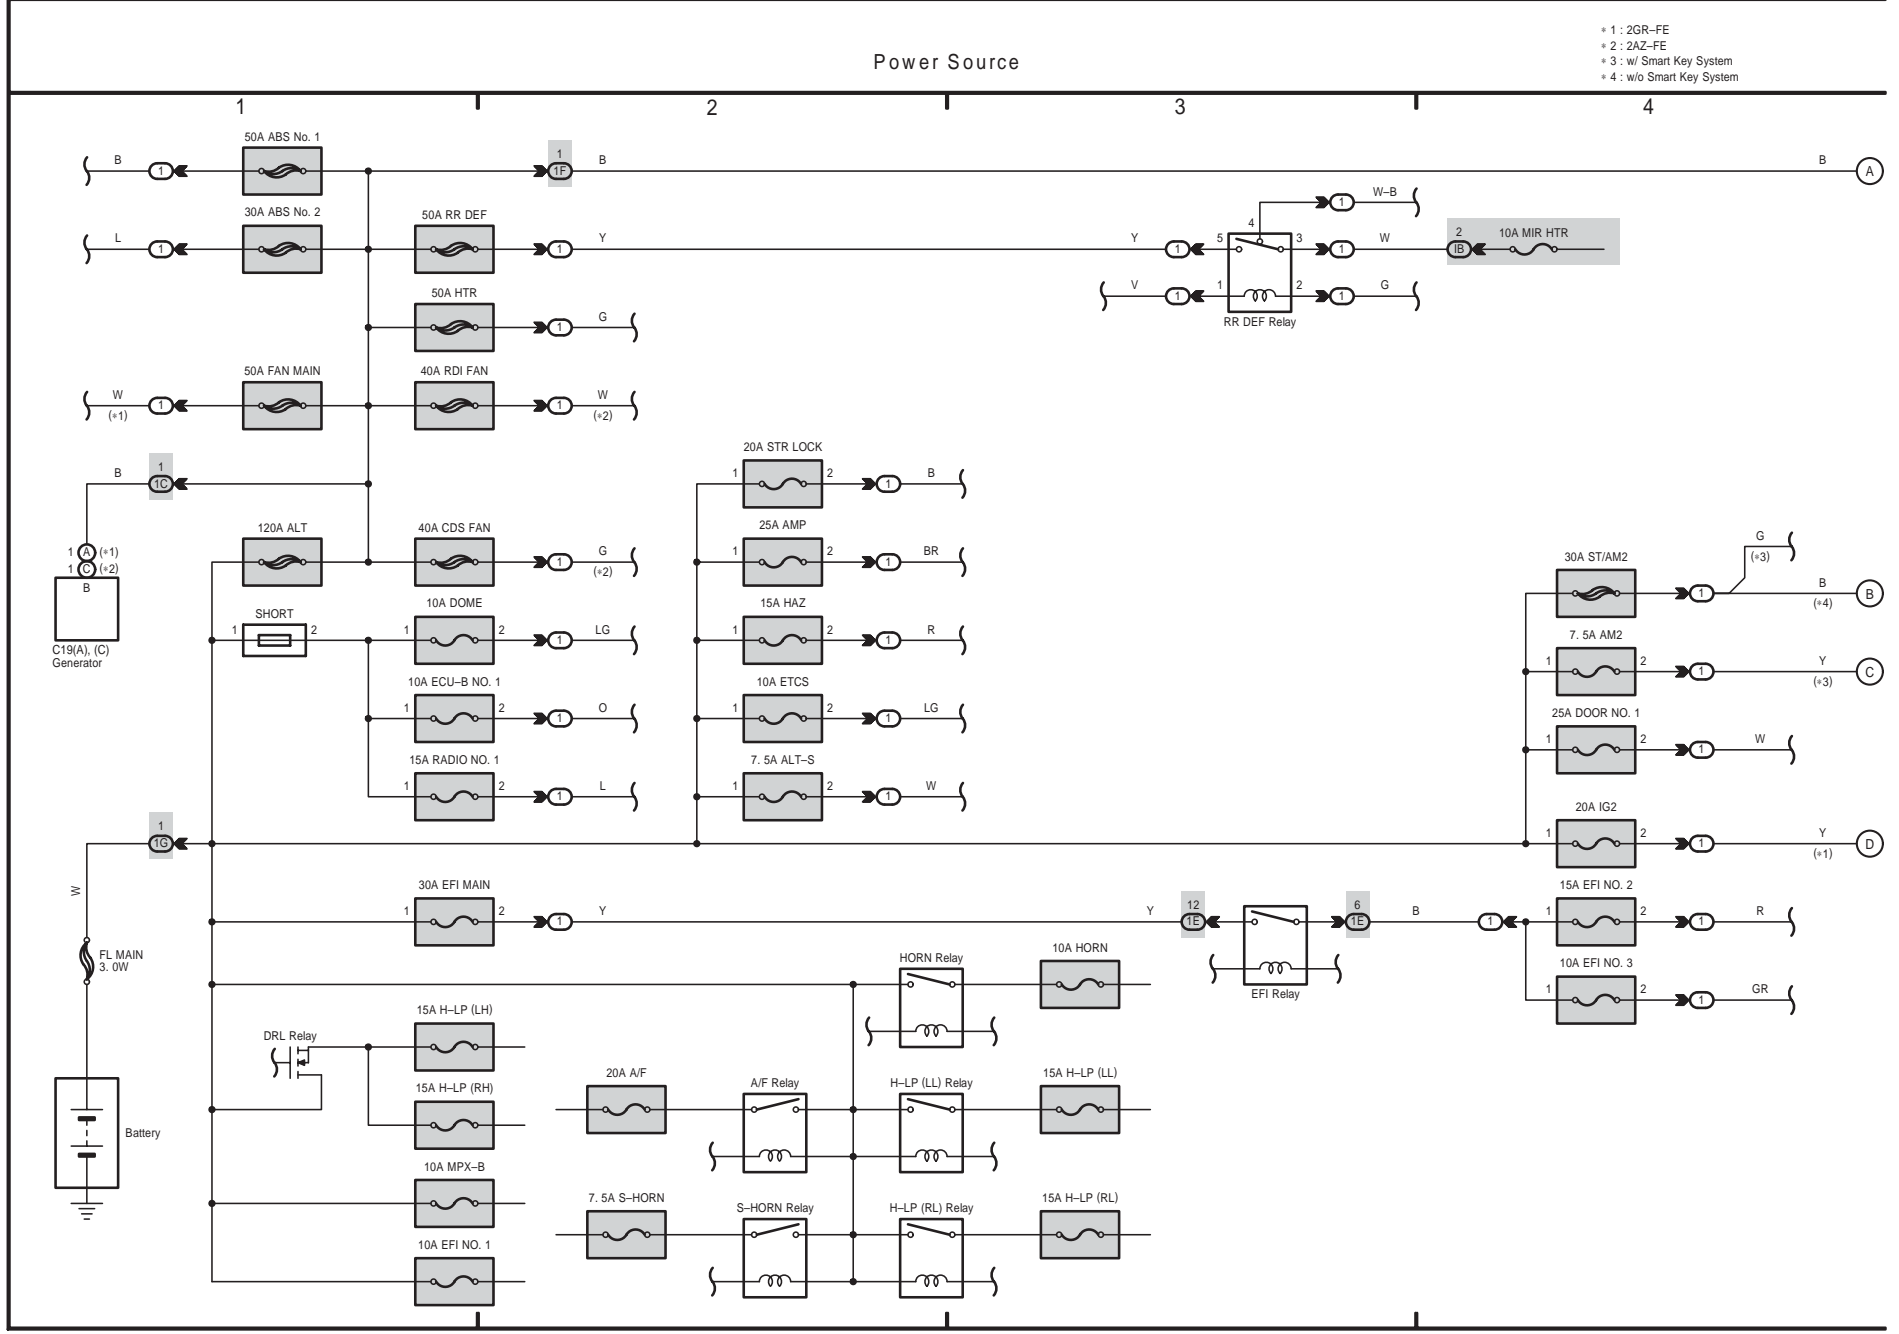 Power Source
* 1 : 2GR–FE
* 2 : 2AZ–FE
* 3 : w/ Smart Key System
* 4 : w/o Smart Key System
1 2 3 4
50A ABS No. 1
B 1 1 1F B B A
30A ABS No. 2 50A RR DEF
L 1 1 Y
W–B 1 4
Y 1 5 3 1 W 2 IB 10A MIR HTR
V 1 1 2 1 G
RR DEF Relay
50A HTR
1 G
50A FAN MAIN 40A RDI FAN
W (*1) 1 1 W (*2)
B 1 1C
20A STR LOCK
1 2 1 B
120A ALT 40A CDS FAN 25A AMP
1 A (*1)
1 C (*2)
B
C19(A), (C)
Generator
1 G (*2)
1 2 1 BR
30A ST/AM2 G (*3)
1 B (*4) B
SHORT 10A DOME 15A HAZ
1 2 1 2 1 LG
1 2 1 R
7. 5A AM2
1 2 1 Y (*3) C
10A ECU–B NO. 1 10A ETCS
1 2 1 O
1 2 1 LG
25A DOOR NO. 1
1 2 1 W
15A RADIO NO. 1 7. 5A ALT–S
1 2 1 L
1 2 1 W
20A IG2
1 1G
1 2 1 Y (*1) D
W
FL MAIN
3. 0W
30A EFI MAIN
1 2 1 Y Y 12 1E 6 1E B 1
EFI Relay
15A EFI NO. 2
1 2 1 R
10A EFI NO. 3
1 2 1 GR
HORN Relay 10A HORN
DRL Relay 15A H–LP (LH)
15A H–LP (RH)
20A A/F A/F Relay H–LP (LL) Relay 15A H–LP (LL)
Battery
10A MPX–B
7. 5A S–HORN S–HORN Relay H–LP (RL) Relay 15A H–LP (RL)
10A EFI NO. 1